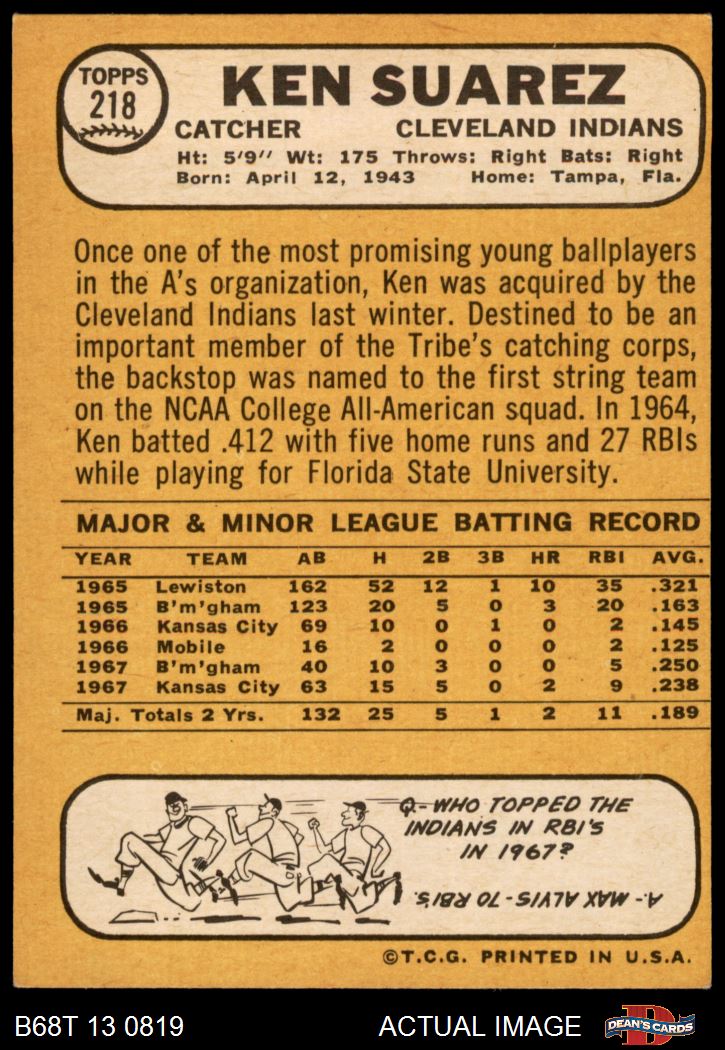 TOPPS
218
KEN SUAREZ
CATCHER CLEVELAND INDIANS
Ht: 5'9" Wt: 175 Throws: Right Bats: Right
Born: April 12, 1943 Home: Tampa, Fla.
Once one of the most promising young ballplayers
in the A's organization, Ken was acquired by the
Cleveland Indians last winter. Destined to be an
important member of the Tribe's catching corps,
the backstop was named to the first string team
on the NCAA College All-American squad. In 1964,
Ken batted .412 with five home runs and 27 RBIs
while playing for Florida State University.
MAJOR & MINOR LEAGUE BATTING RECORD
YEAR TEAM AB H 2B 3B HR RBI AVG.
1965 Lewiston 162 52 12 1 10 35 .321
1965 B'm'gham 123 20 5 0 3 20 .163
1966 Kansas City 69 10 0 1 0 2 .145
1966 Mobile 16 2 0 0 0 2 .125
1967 B'm'gham 40 10 3 0 0 5 .250
1967 Kansas City 63 15 5 0 2 9 .238
Maj. Totals 2 Yrs. 132 25 5 1 2 11 .189
Q-WHO TOPPED THE
INDIANS IN RBI'S
IN 1967?
A-MAX ALVIS-70 RBI'S.
©T.C.G. PRINTED IN U.S.A.
B68T 13 0819 ACTUAL IMAGE
D
DEAN'S CARDS